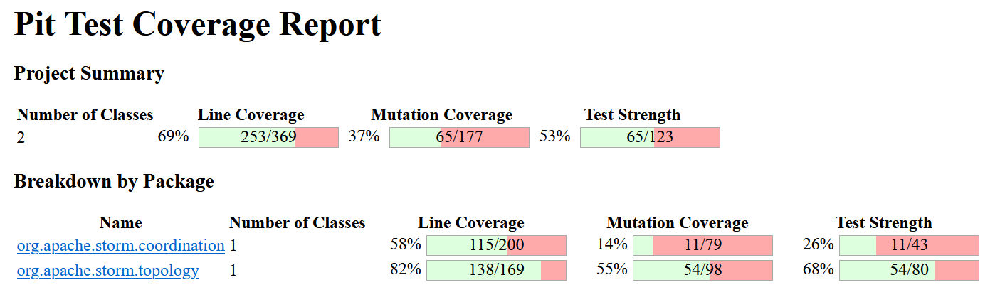 Pit Test Coverage Report
Project Summary
Number of Classes Line Coverage Mutation Coverage Test Strength
2 69% 253/369 37% 65/177 53% 65/123
Breakdown by Package
Name Number of Classes Line Coverage Mutation Coverage Test Strength
org.apache.storm.coordination 1 58% 115/200 14% 11/79 26% 11/43
org.apache.storm.topology 1 82% 138/169 55% 54/98 68% 54/80